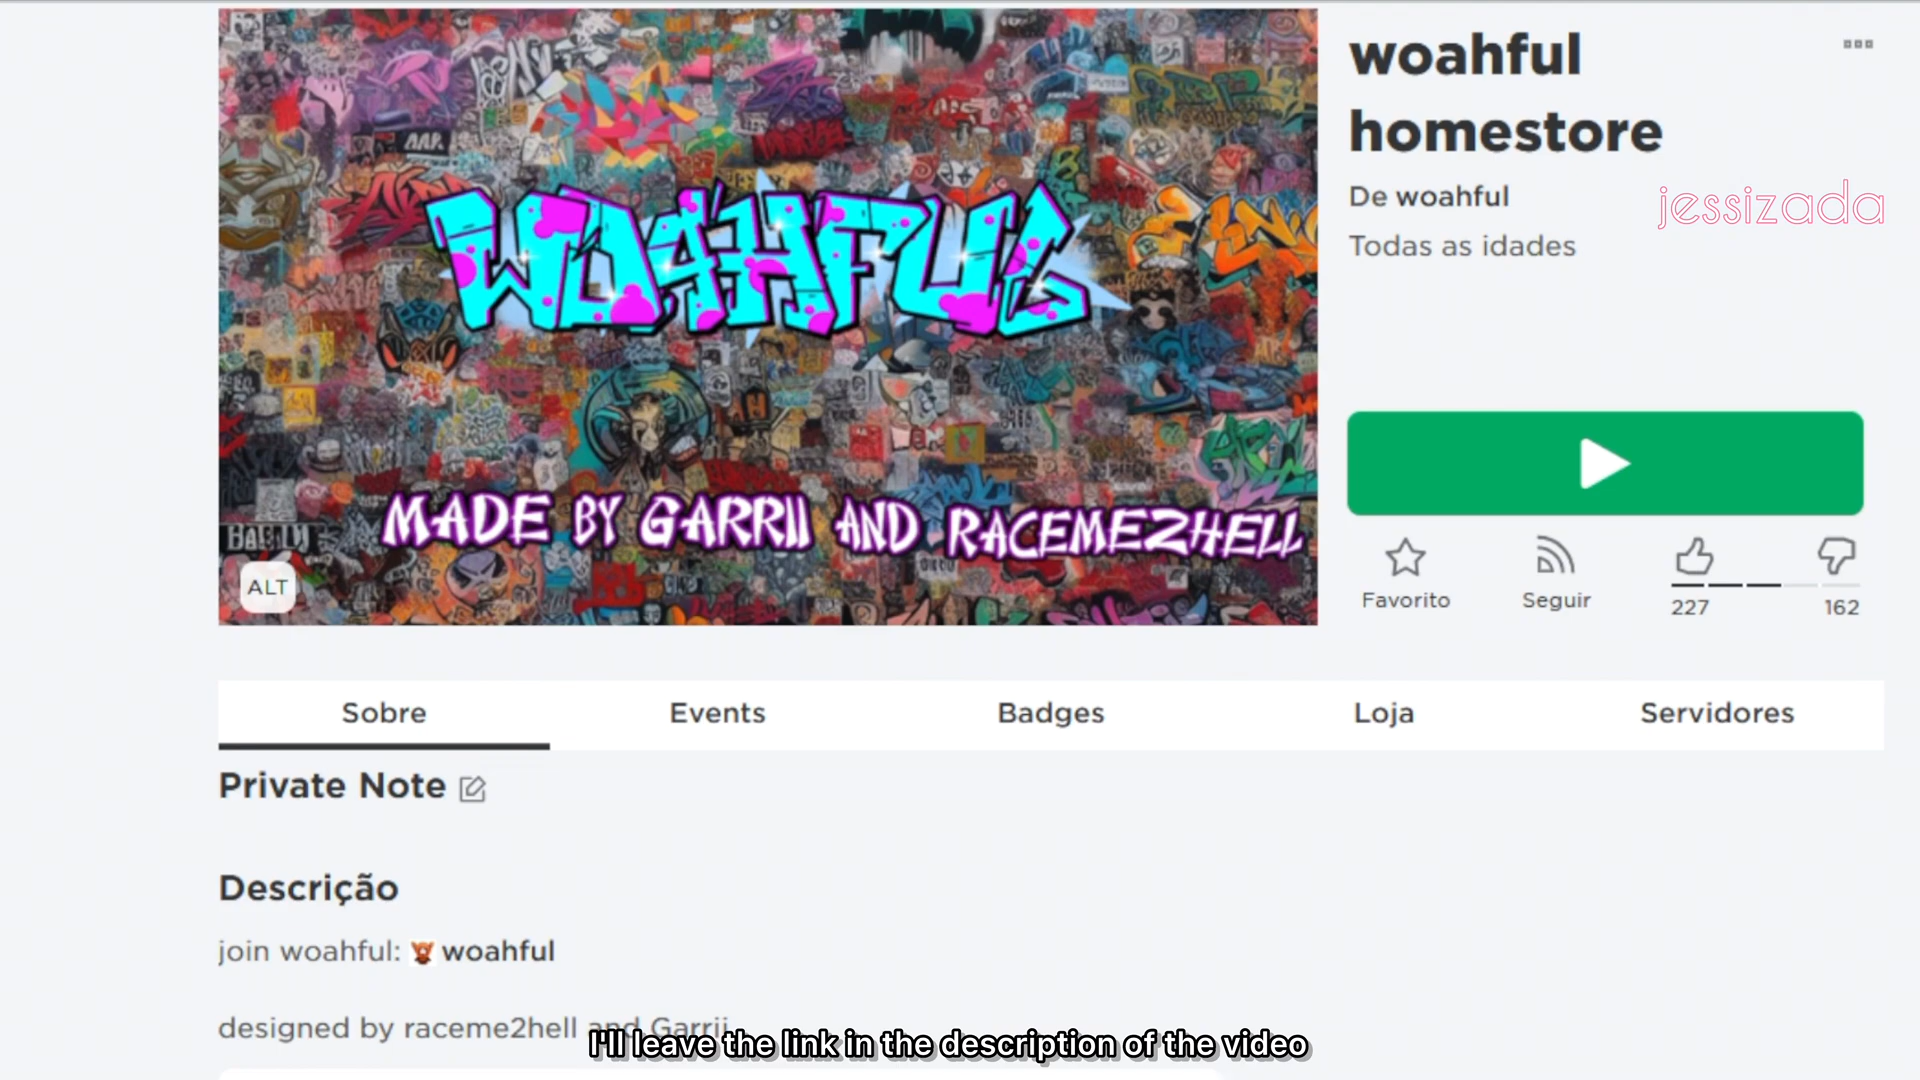 WOAHFUL
MADE BY GARRII AND RACEME2HELL
ALT
woahful
homestore
De woahful
Todas as idades
jessizada
Favorito
Seguir
227
162
Sobre
Events
Badges
Loja
Servidores
Private Note
Descrição
join woahful: woahful
designed by raceme2hell and Garrii
I'll leave the link in the description of the video